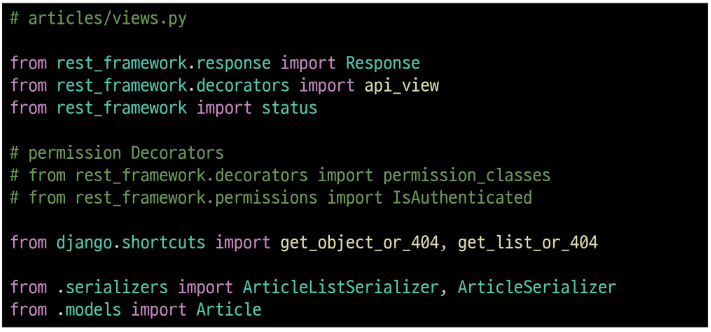 # articles/views.py
from rest_framework.response import Response
from rest_framework.decorators import api_view
from rest_framework import status
# permission Decorators
# from rest_framework.decorators import permission_classes
# from rest_framework.permissions import IsAuthenticated
from django.shortcuts import get_object_or_404, get_list_or_404
from .serializers import ArticleListSerializer, ArticleSerializer
from .models import Article